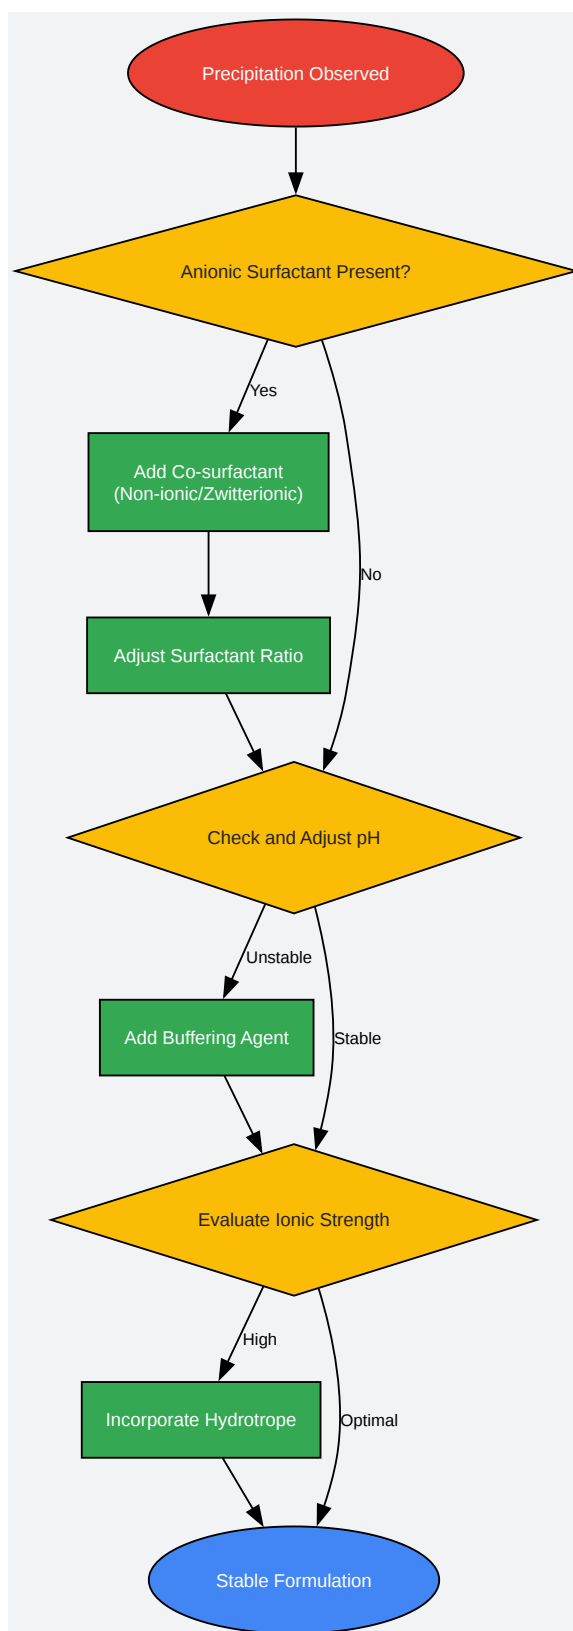 Precipitation Observed
Anionic Surfactant Present?
Yes
Add Co-surfactant
(Non-ionic/Zwitterionic)
No
Adjust Surfactant Ratio
Check and Adjust pH
Unstable
Add Buffering Agent
Stable
Evaluate Ionic Strength
High
Incorporate Hydrotrope
Optimal
Stable Formulation